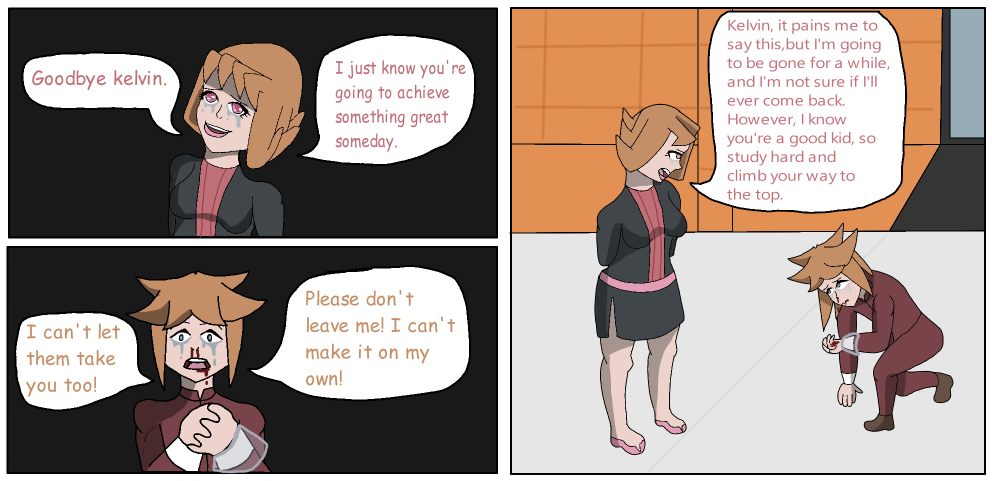 Goodbye kelvin.
I just know you're
going to achieve
something great
someday.
I can't let
them take
you too!
Please don't
leave me! I can't
make it on my
own!
Kelvin, it pains me to
say this,but I'm going
to be gone for a while,
and I'm not sure if I'll
ever come back.
However, I know
you're a good kid, so
study hard and
climb your way to
the top.